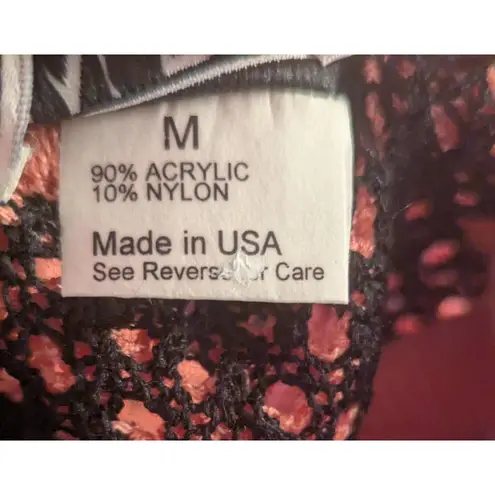 M
90% ACRYLIC
10% NYLON
Made in USA
See Reverse for Care